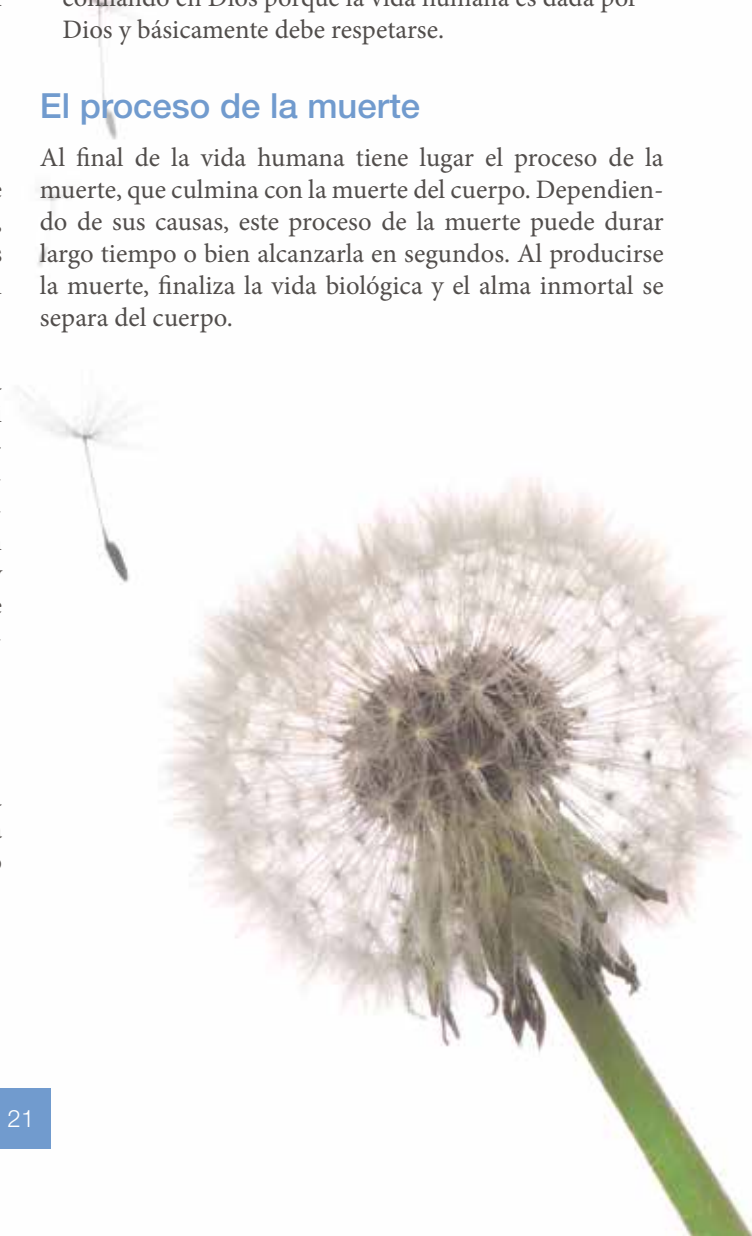 confiando en Dios porque la vida humana es dada por
Dios y básicamente debe respetarse.
El proceso de la muerte
Al final de la vida humana tiene lugar el proceso de la
muerte, que culmina con la muerte del cuerpo. Dependien-
do de sus causas, este proceso de la muerte puede durar
largo tiempo o bien alcanzarla en segundos. Al producirse
la muerte, finaliza la vida biológica y el alma inmortal se
separa del cuerpo.
21